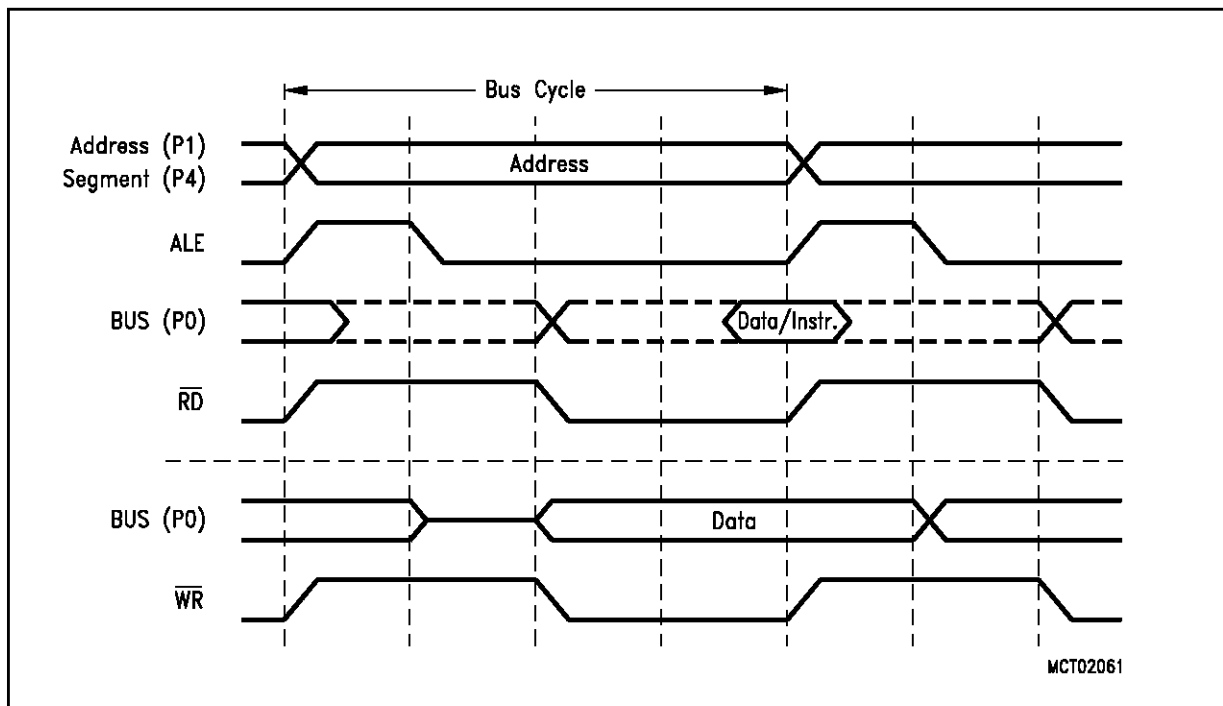 Bus Cycle
Address (P1)
Segment (P4)
Address
ALE
BUS (P0)
Data/Instr.
RD
BUS (P0)
Data
WR
MCT02061